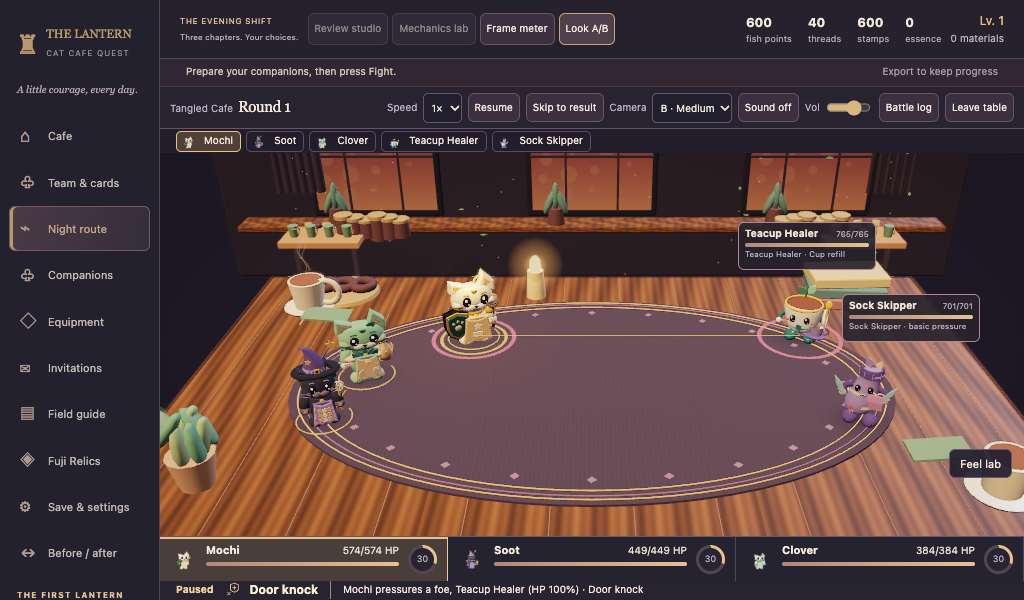 THE LANTERN
CAT CAFE QUEST
A little courage, every day.
Cafe
Team & cards
Night route
Companions
Equipment
Invitations
Field guide
Fuji Relics
Save & settings
Before / after
THE FIRST LANTERN
THE EVENING SHIFT
Three chapters. Your choices.
Review studio
Mechanics lab
Frame meter
Look A/B
600
fish points
40
threads
600
stamps
0
essence
Lv. 1
0 materials
Prepare your companions, then press Fight.
Export to keep progress
Tangled Cafe Round 1
Speed
1x
Resume
Skip to result
Camera
B · Medium
Sound off
Vol
Battle log
Leave table
Mochi
Soot
Clover
Teacup Healer
Sock Skipper
Teacup Healer 765/765
Teacup Healer · Cup refill
Sock Skipper 701/701
Sock Skipper · basic pressure
Feel lab
Mochi 574/574 HP 30
Soot 449/449 HP 30
Clover 384/384 HP 30
Paused Door knock Mochi presses a foe, Teacup Healer (HP 100%) · Door knock